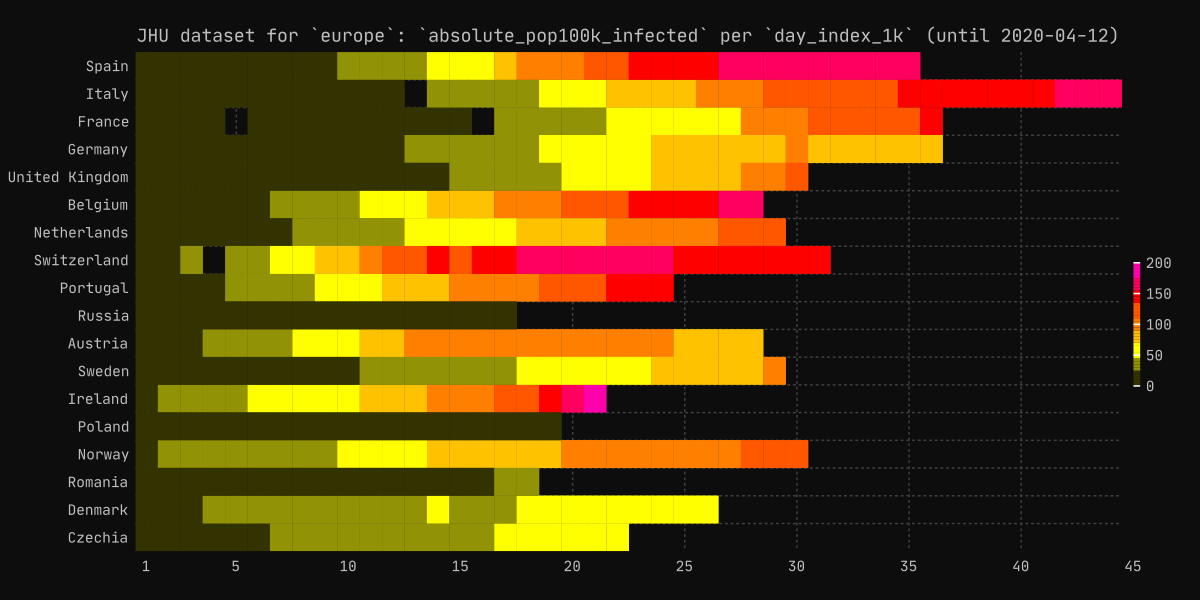 JHU dataset for `europe`: `absolute_pop100k_infected` per `day_index_1k` (until 2020-04-12)
Spain
Italy
France
Germany
United Kingdom
Belgium
Netherlands
Switzerland
Portugal
Russia
Austria
Sweden
Ireland
Poland
Norway
Romania
Denmark
Czechia
200
150
100
50
0
1 5 10 15 20 25 30 35 40 45